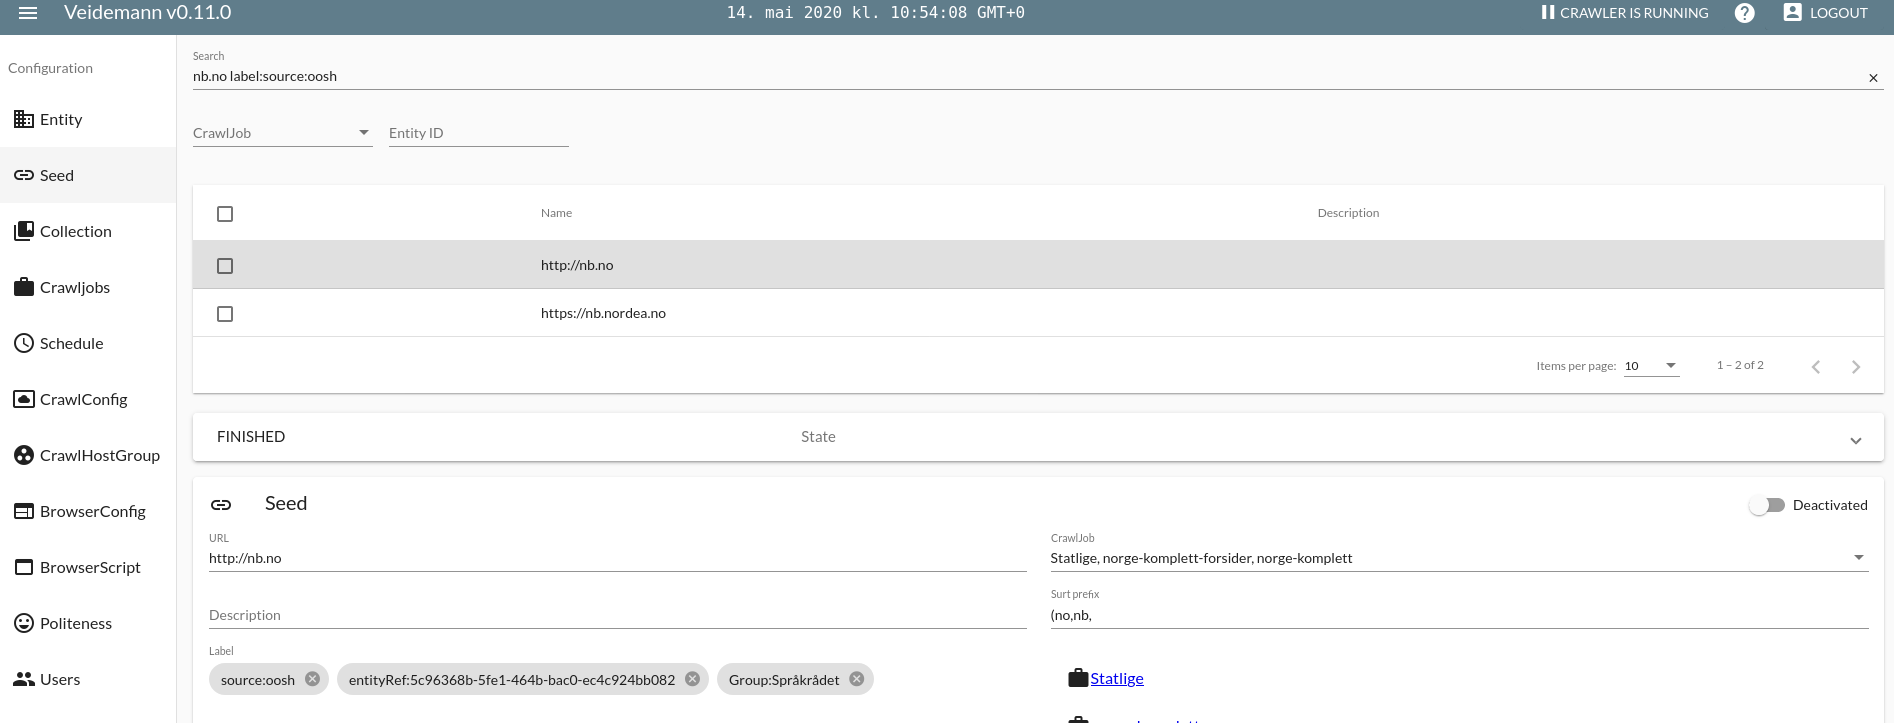 Veidemann v0.11.0
14. mai 2020 kl. 10:54:08 GMT+0
CRAWLER IS RUNNING
LOGOUT
Configuration
Entity
Seed
Collection
Crawljobs
Schedule
CrawlConfig
CrawlHostGroup
BrowserConfig
BrowserScript
Politeness
Users
Search
nb.no label:source:oosh
CrawlJob
Entity ID
Name
Description
http://nb.no
https://nb.nordea.no
Items per page: 10
1 – 2 of 2
FINISHED
State
Seed
Deactivated
URL
http://nb.no
CrawlJob
Statlige, norge-komplett-forsider, norge-komplett
Description
Surt prefix
(no,nb,
Label
source:oosh
entityRef:5c96368b-5fe1-464b-bac0-ec4c924bb082
Group:Språkrådet
Statlige